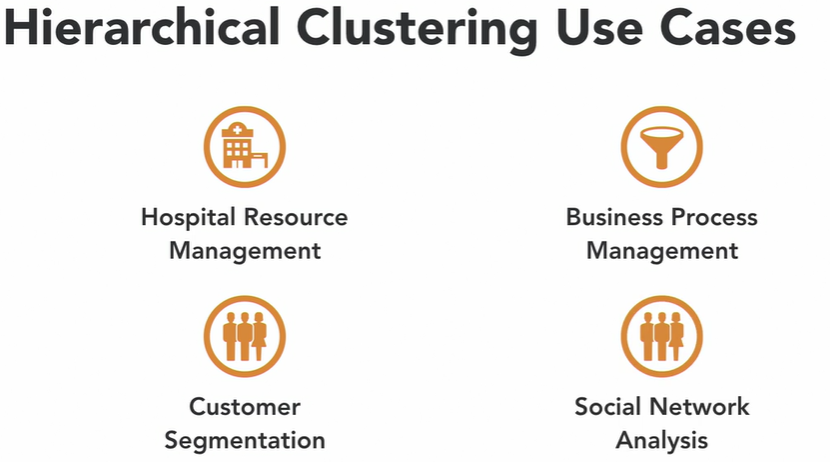 Hierarchical Clustering Use Cases
Hospital Resource
Management
Business Process
Management
Customer
Segmentation
Social Network
Analysis